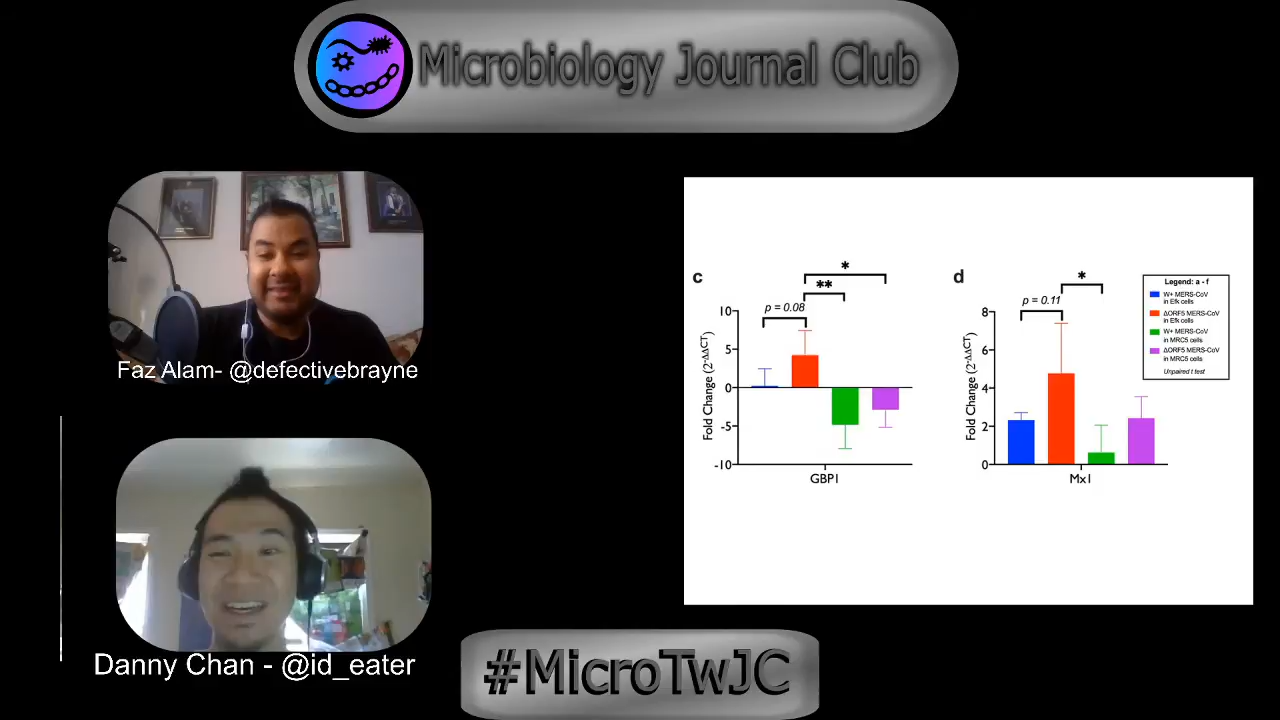 Microbiology Journal Club
Faz Alam- @defectivebrayne
Danny Chan - @id_eater
#MicroTwJC
c
*
**
p = 0.08
10
5
0
-5
-10
Fold Change (2-ΔΔCT)
GBP1
d
*
p = 0.11
8
6
4
2
0
Fold Change (2-ΔΔCT)
Mx1
Legend: a - f
W+ MERS-CoV
in Efk cells
ΔORF5 MERS-CoV
in Efk cells
W+ MERS-CoV
in MRC5 cells
ΔORF5 MERS-CoV
in MRC5 cells
Unpaired t test